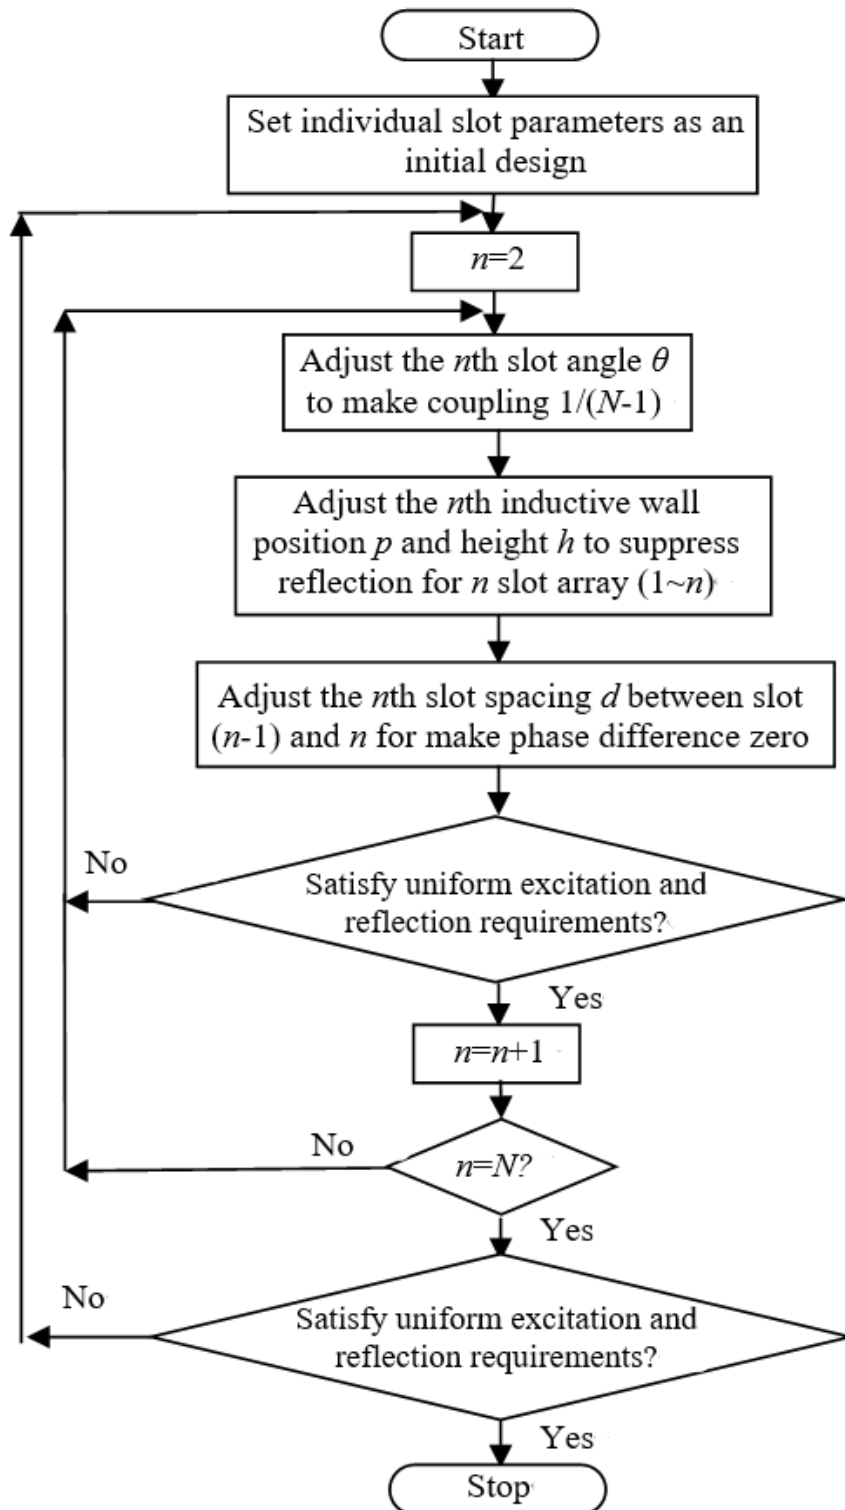 Start
Set individual slot parameters as an
initial design
n=2
Adjust the nth slot angle θ
to make coupling 1/(N-1)
Adjust the nth inductive wall
position p and height h to suppress
reflection for n slot array (1~n)
Adjust the nth slot spacing d between slot
(n-1) and n for make phase difference zero
No
Satisfy uniform excitation and
reflection requirements?
Yes
n=n+1
No
n=N?
Yes
No
Satisfy uniform excitation and
reflection requirements?
Yes
Stop